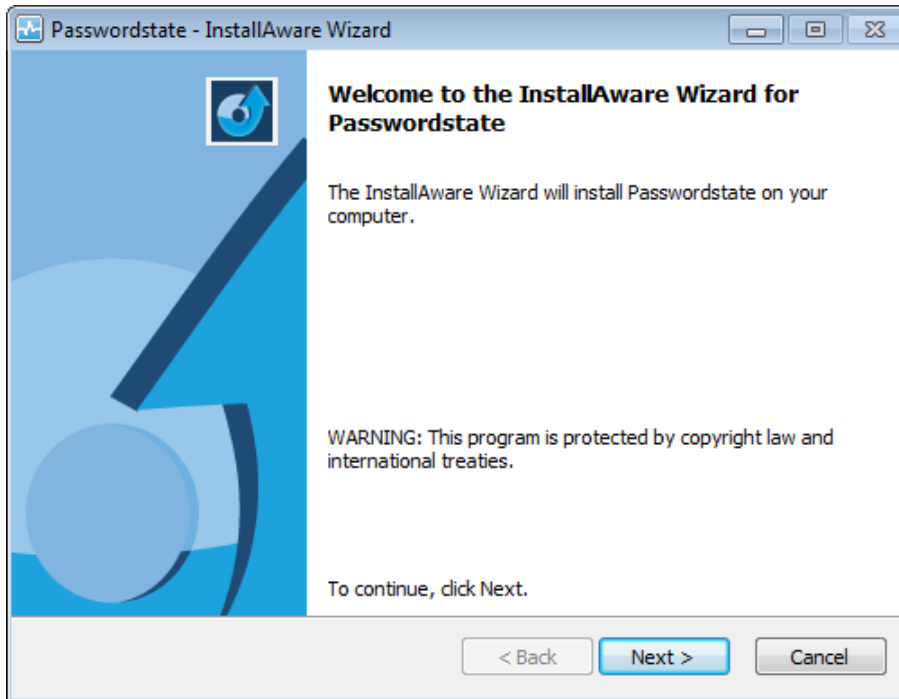 Passwordstate - InstallAware Wizard
Welcome to the InstallAware Wizard for
Passwordstate
The InstallAware Wizard will install Passwordstate on your
computer.
WARNING: This program is protected by copyright law and
international treaties.
To continue, click Next.
< Back
Next >
Cancel